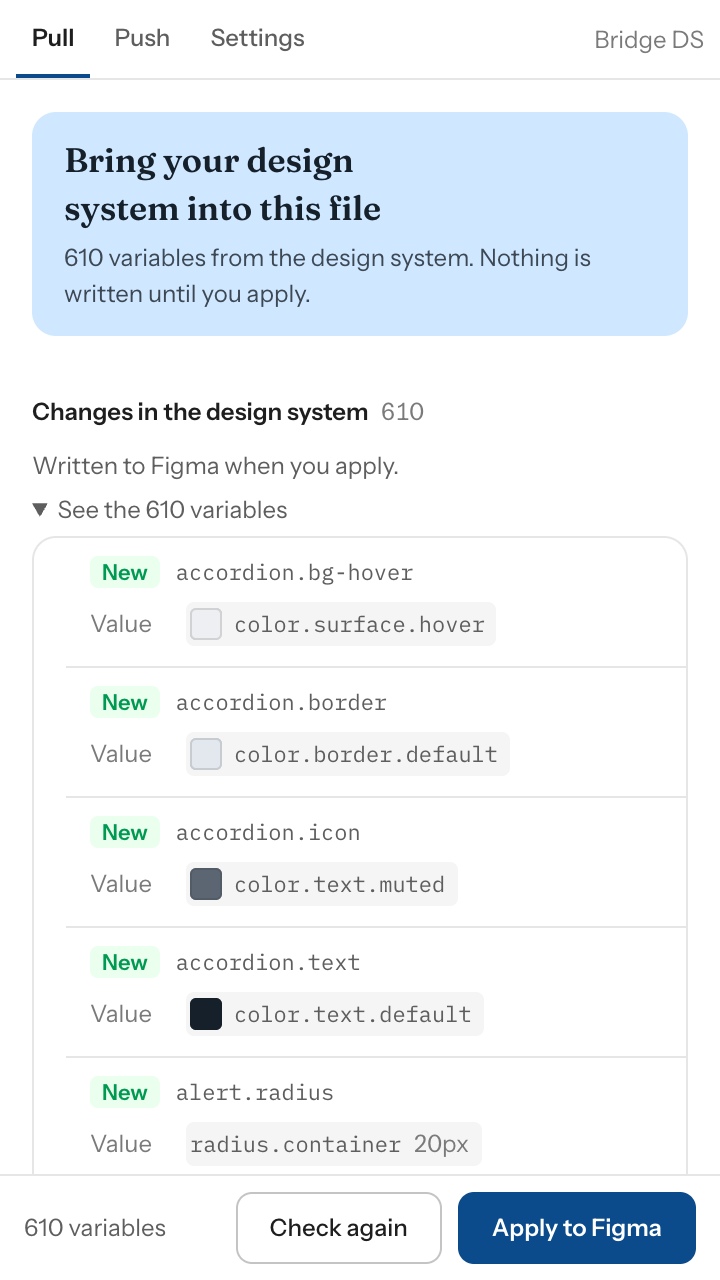 Pull Push Settings Bridge DS
Bring your design
system into this file
610 variables from the design system. Nothing is
written until you apply.
Changes in the design system 610
Written to Figma when you apply.
▼ See the 610 variables
New accordion.bg-hover
Value color.surface.hover
New accordion.border
Value color.border.default
New accordion.icon
Value color.text.muted
New accordion.text
Value color.text.default
New alert.radius
Value radius.container 20px
610 variables Check again Apply to Figma